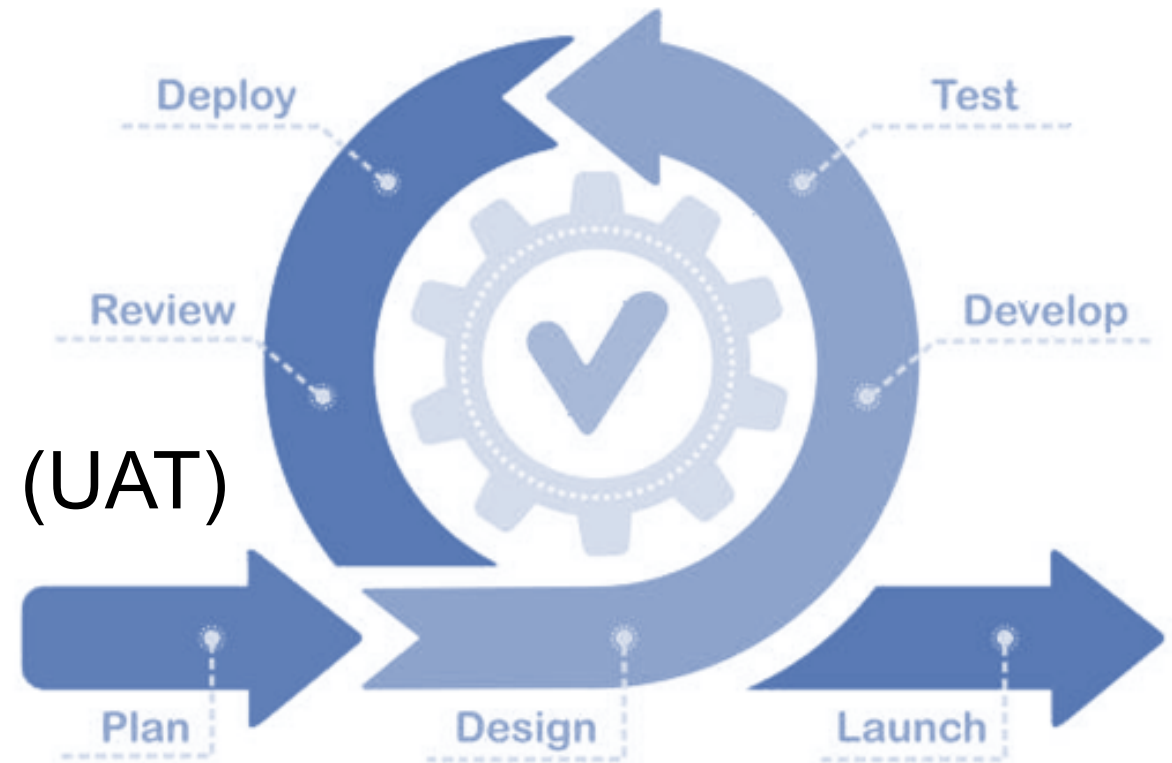 Deploy
Test
Review
Develop
(UAT)
Plan
Design
Launch